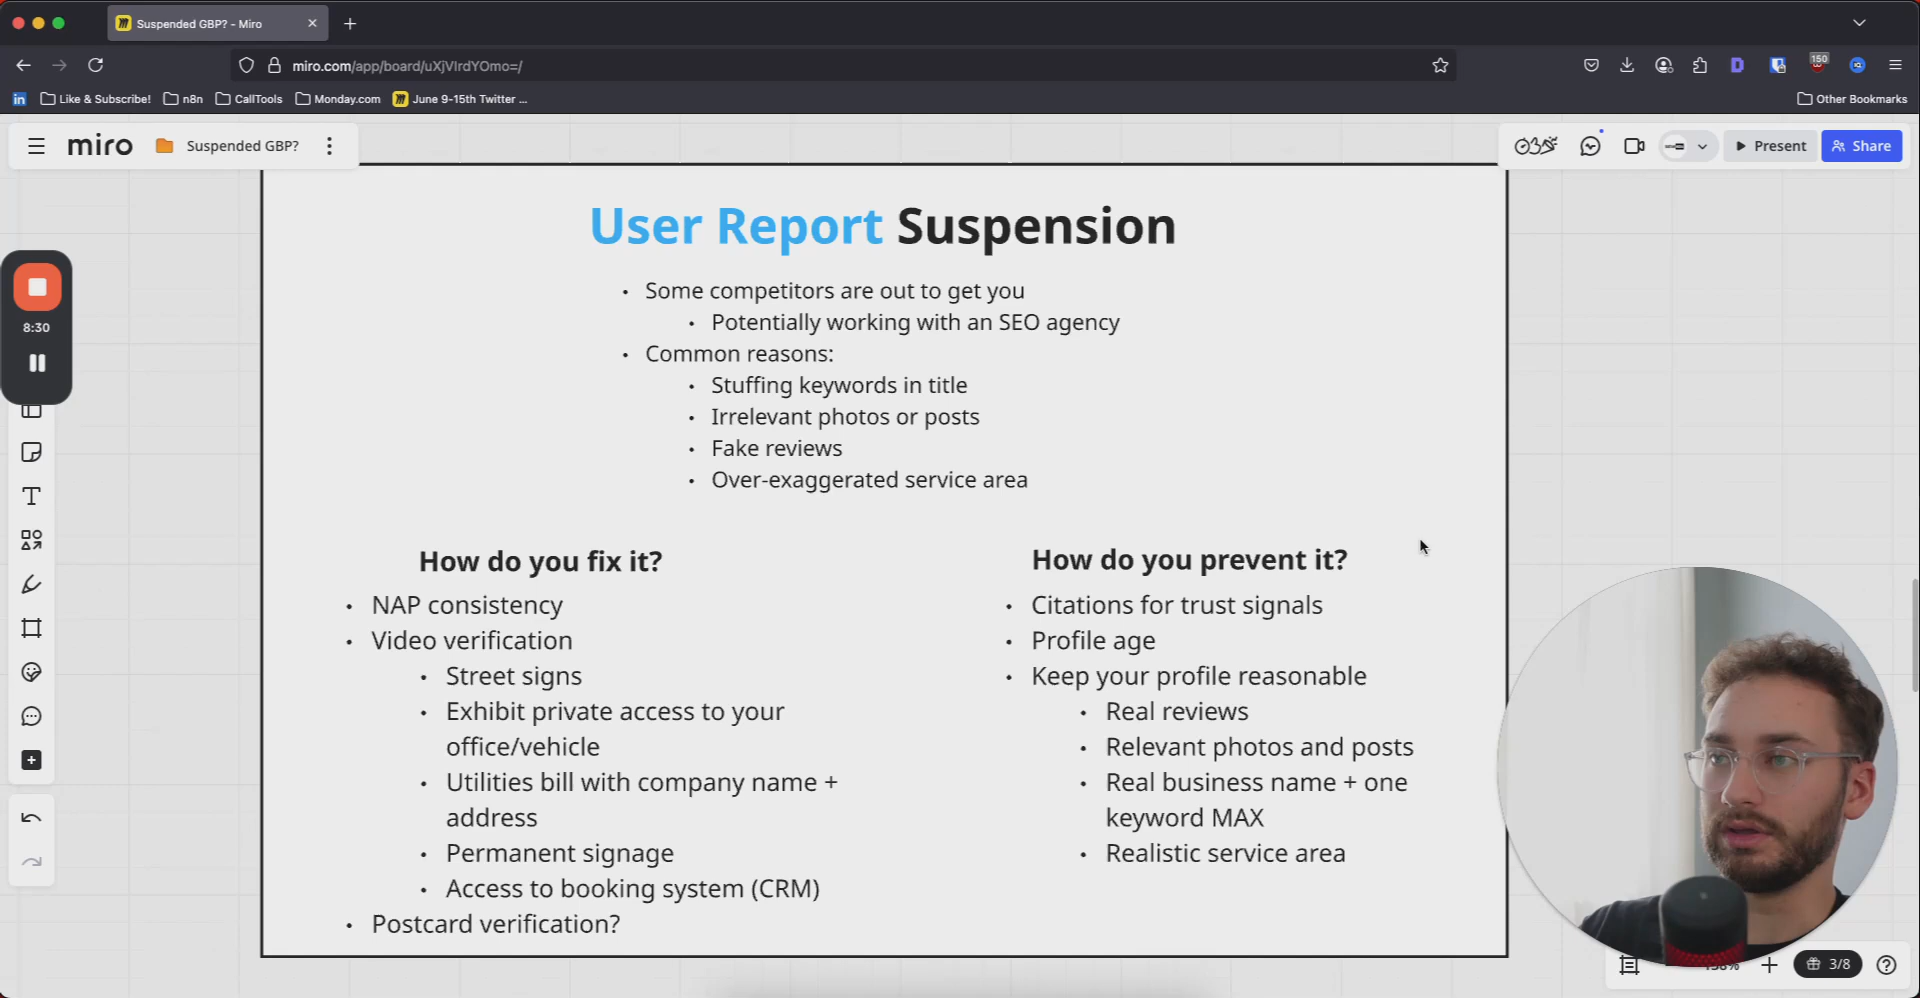 Suspended GBP? - Miro
miro.com/app/board/uXjVIrdYOmo=/
150
Like & Subscribe!
n8n
CallTools
Monday.com
June 9-15th Twitter ...
Other Bookmarks
miro
Suspended GBP?
Present
Share
User Report Suspension
• Some competitors are out to get you
• Potentially working with an SEO agency
• Common reasons:
• Stuffing keywords in title
• Irrelevant photos or posts
• Fake reviews
• Over-exaggerated service area
8:30
How do you fix it?
• NAP consistency
• Video verification
• Street signs
• Exhibit private access to your
office/vehicle
• Utilities bill with company name +
address
• Permanent signage
• Access to booking system (CRM)
• Postcard verification?
How do you prevent it?
• Citations for trust signals
• Profile age
• Keep your profile reasonable
• Real reviews
• Relevant photos and posts
• Real business name + one
keyword MAX
• Realistic service area
3/8